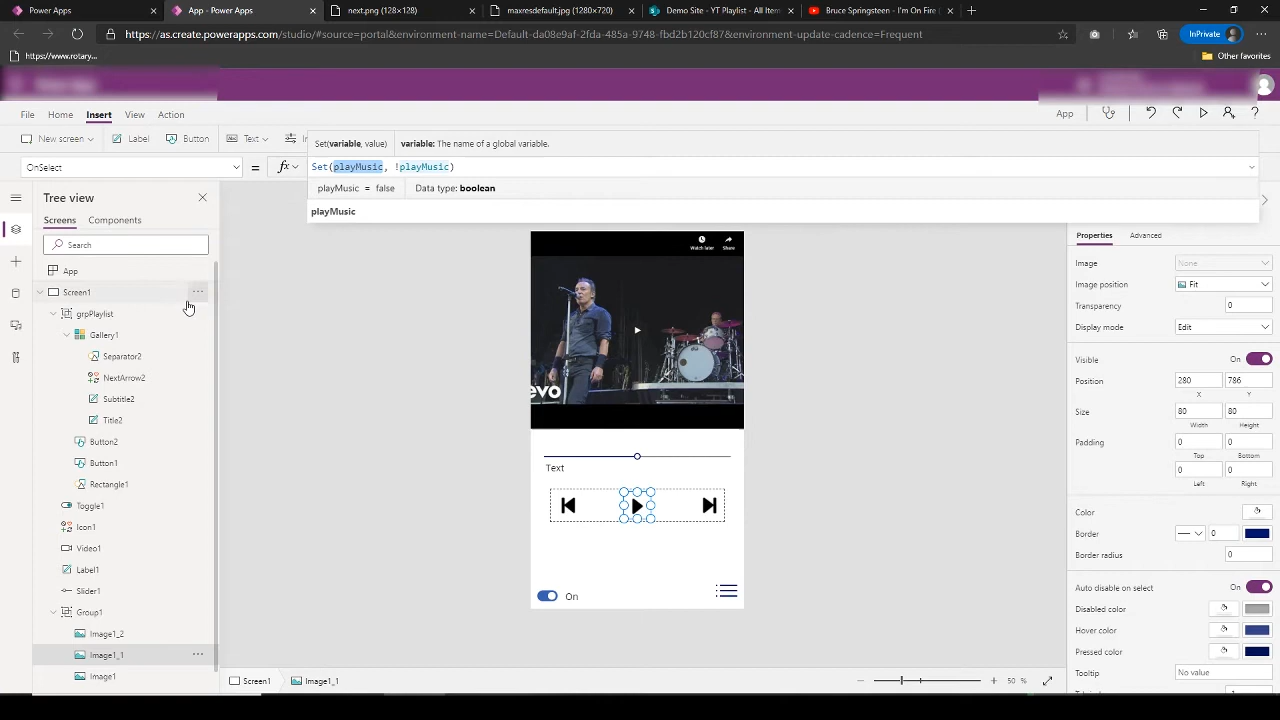 Power Apps
App - Power Apps
next.png (128×128)
maxresdefault.jpg (1280×720)
Demo Site - YT Playlist - All Item
Bruce Springsteen - I'm On Fire (
https://as.create.powerapps.com/studio/#source=portal&environment-name=Default-da08e9af-2fda-485a-9748-fbd2b120cf87&environment-update-cadence=Frequent
InPrivate
https://www.rotary...
Other favorites
File Home Insert View Action
App
New screen
Label
Button
Text
In
Set(variable, value)
variable: The name of a global variable.
OnSelect
=
fx
Set(playMusic, !playMusic)
playMusic = false
Data type: boolean
playMusic
Tree view
Screens
Components
Search
App
Screen1
grpPlaylist
Gallery1
Separator2
NextArrow2
Subtitle2
Title2
Button2
Button1
Rectangle1
Toggle1
Icon1
Video1
Label1
Slider1
Group1
Image1_2
Image1_1
Image1
Watch later
Share
evo
Text
On
Screen1
Image1_1
50 %
Properties
Advanced
Image
None
Image position
Fit
Transparency
0
Display mode
Edit
Visible
On
Position
280
786
X
Y
Size
80
80
Width
Height
Padding
0
0
Top
Bottom
0
0
Left
Right
Color
Border
0
Border radius
0
Auto disable on select
On
Disabled color
Hover color
Pressed color
Tooltip
No value